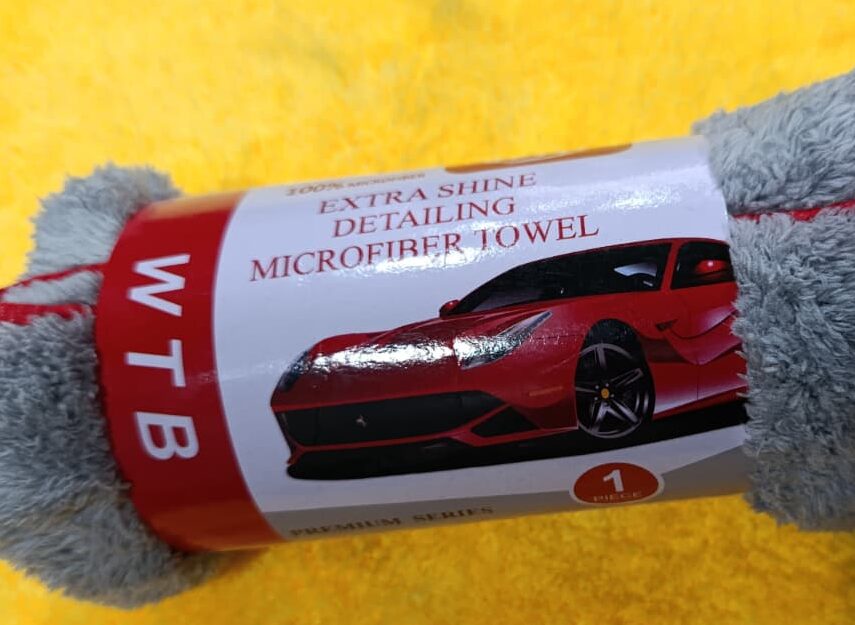 WTB
100% MICROFIBER
EXTRA SHINE
DETAILING
MICROFIBER TOWEL
1
PIECE
PREMIUM SERIES